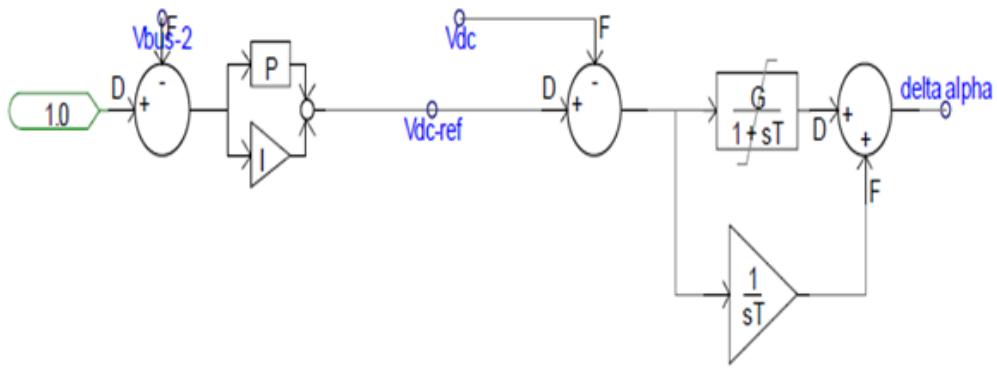 Vbus-2
F
1.0
D
+
-
P
I
Vdc-ref
Vdc
F
D
+
-
G
1 + sT
D
1
sT
+
+
F
delta alpha